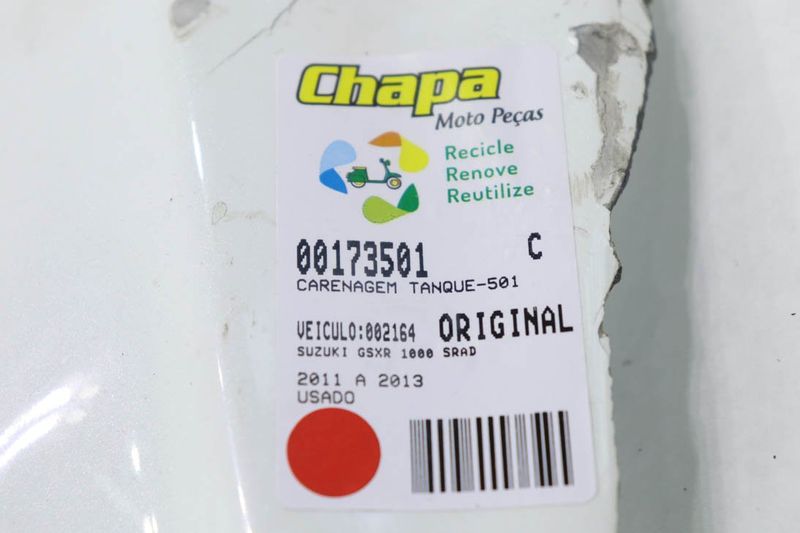 Chapa
Moto Peças
Recicle
Renove
Reutilize
00173501 C
CARENAGEM TANQUE-501
VEICULO:002164 ORIGINAL
SUZUKI GSXR 1000 SRAD
2011 A 2013
USADO